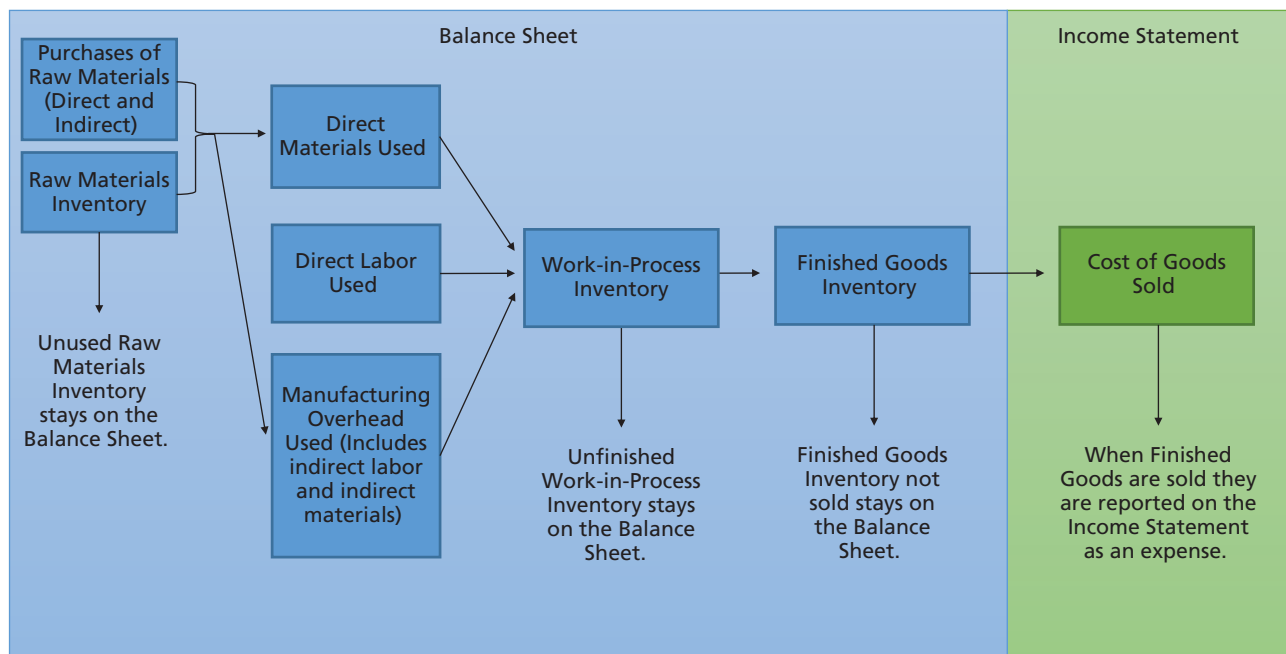 Balance Sheet
Income Statement
Purchases of
Raw Materials
(Direct and
Indirect)
Raw Materials
Inventory
Unused Raw
Materials
Inventory
stays on the
Balance Sheet.
Direct
Materials Used
Direct Labor
Used
Manufacturing
Overhead
Used (Includes
indirect labor
and indirect
materials)
Work-in-Process
Inventory
Unfinished
Work-in-Process
Inventory stays
on the Balance
Sheet.
Finished Goods
Inventory
Finished Goods
Inventory not
sold stays on
the Balance
Sheet.
Cost of Goods
Sold
When Finished
Goods are sold they
are reported on the
Income Statement
as an expense.